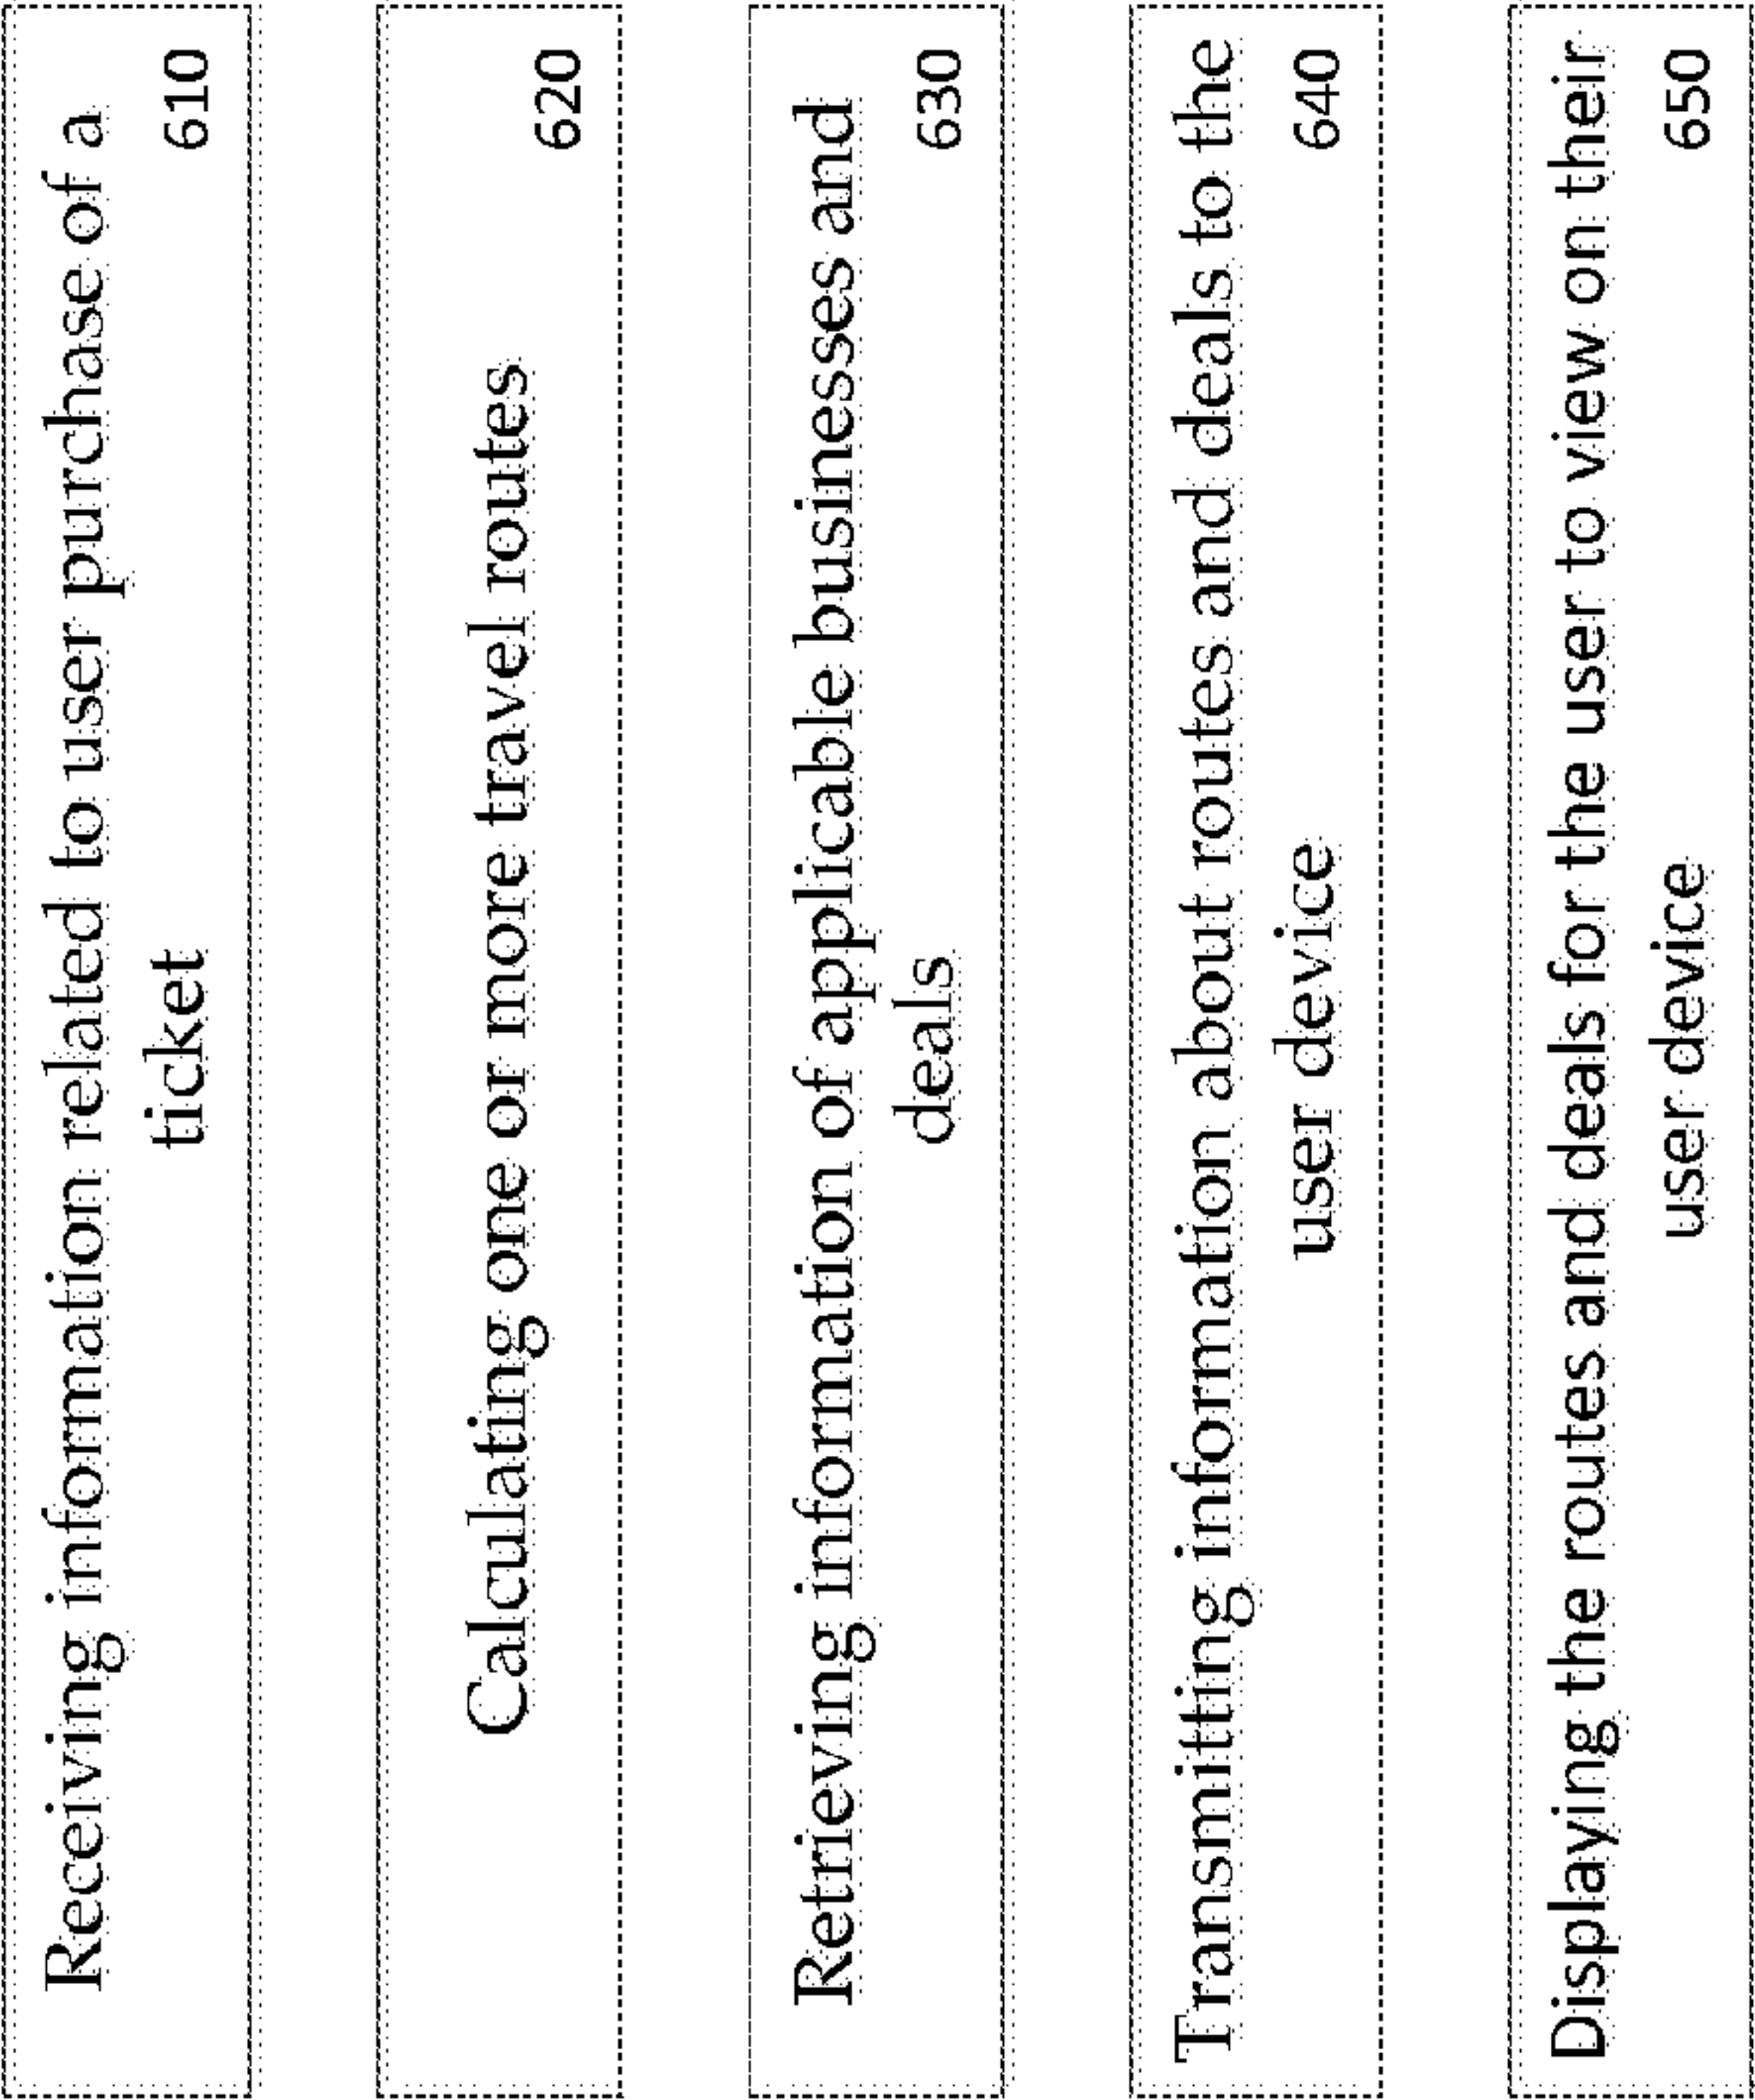 Receiving information related to user purchase of a
ticket
610
Calculating one or more travel routes
620
Retrieving information of applicable businesses and
deals
630
Transmitting information about routes and deals to the
user device
640
Displaying the routes and deals for the user to view on their
user device
650